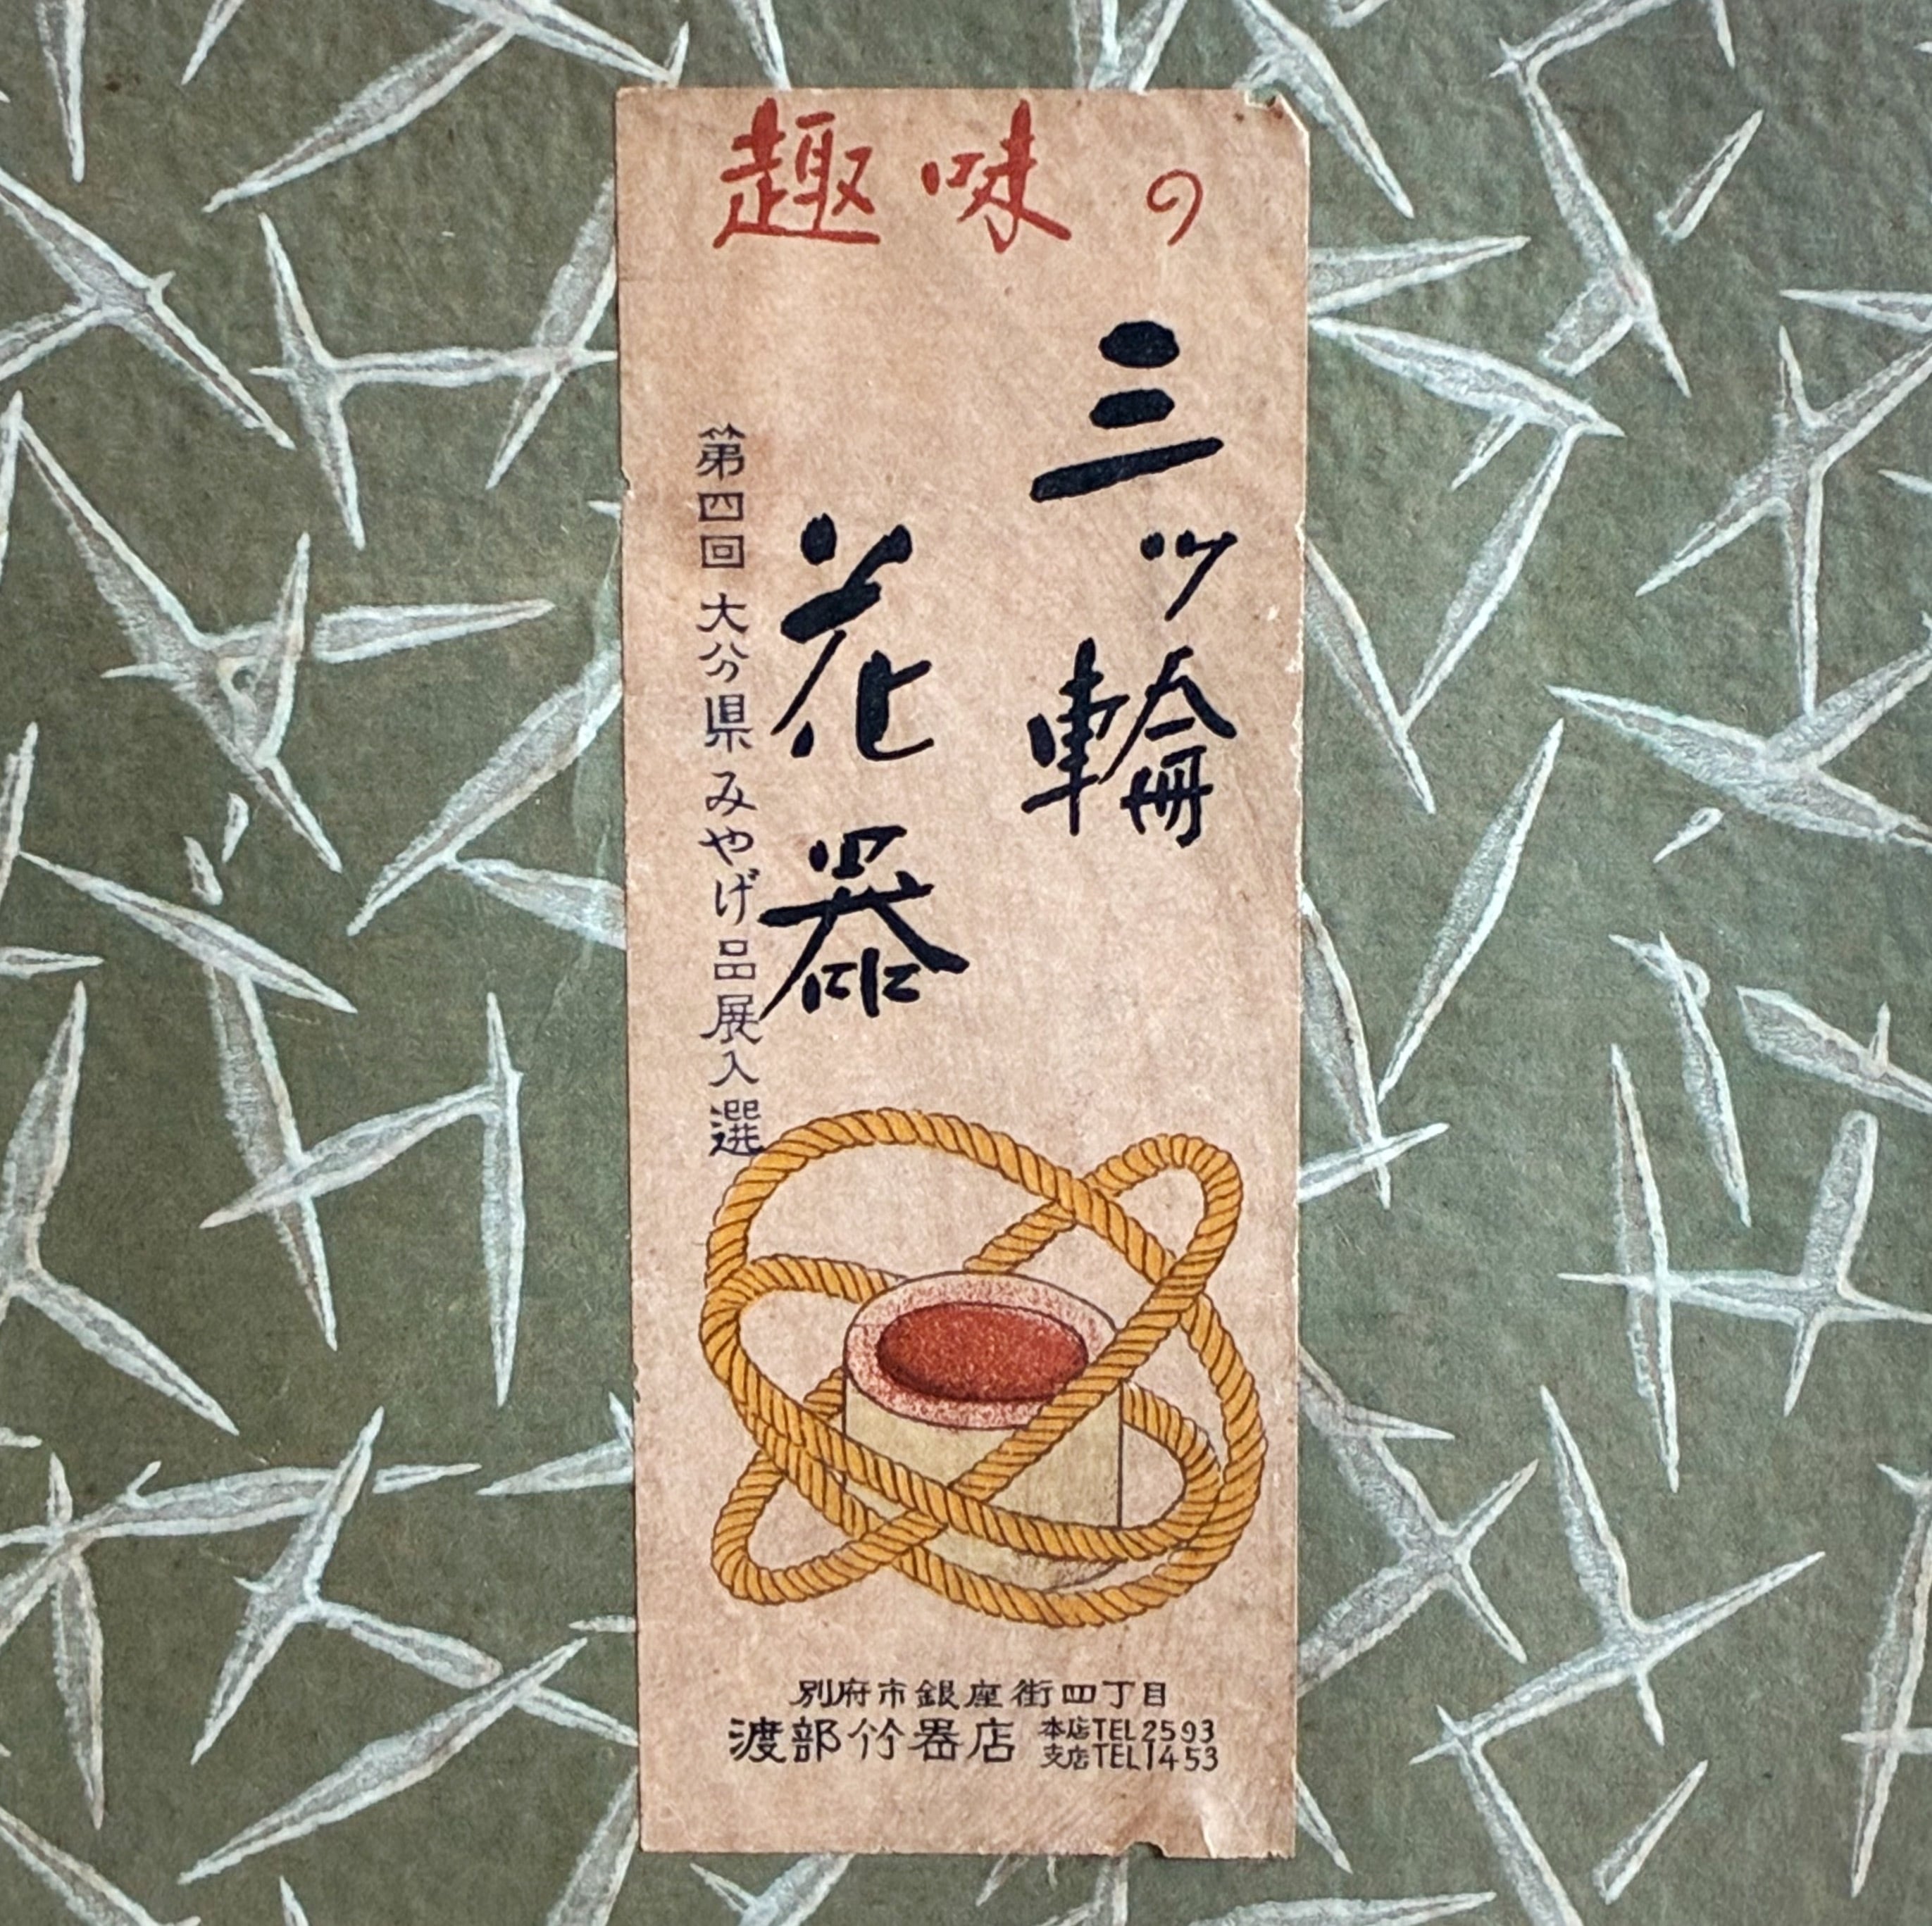 趣味の
三ッ輪
花器
第四回大分県みやげ品展入選
別府市銀座街四丁目
渡部竹器店 本店TEL2593
支店TEL1453